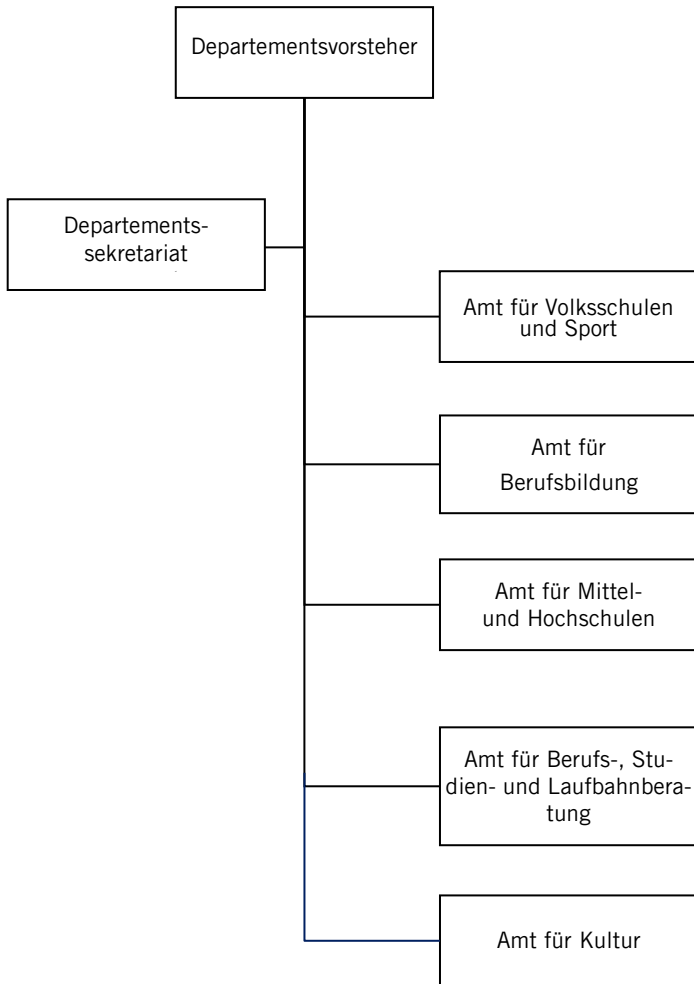 Departementsvorsteher
Departements-
sekretariat
Amt für Volksschulen
und Sport
Amt für
Berufsbildung
Amt für Mittel-
und Hochschulen
Amt für Berufs-, Stu-
dien- und Laufbahnbera-
tung
Amt für Kultur